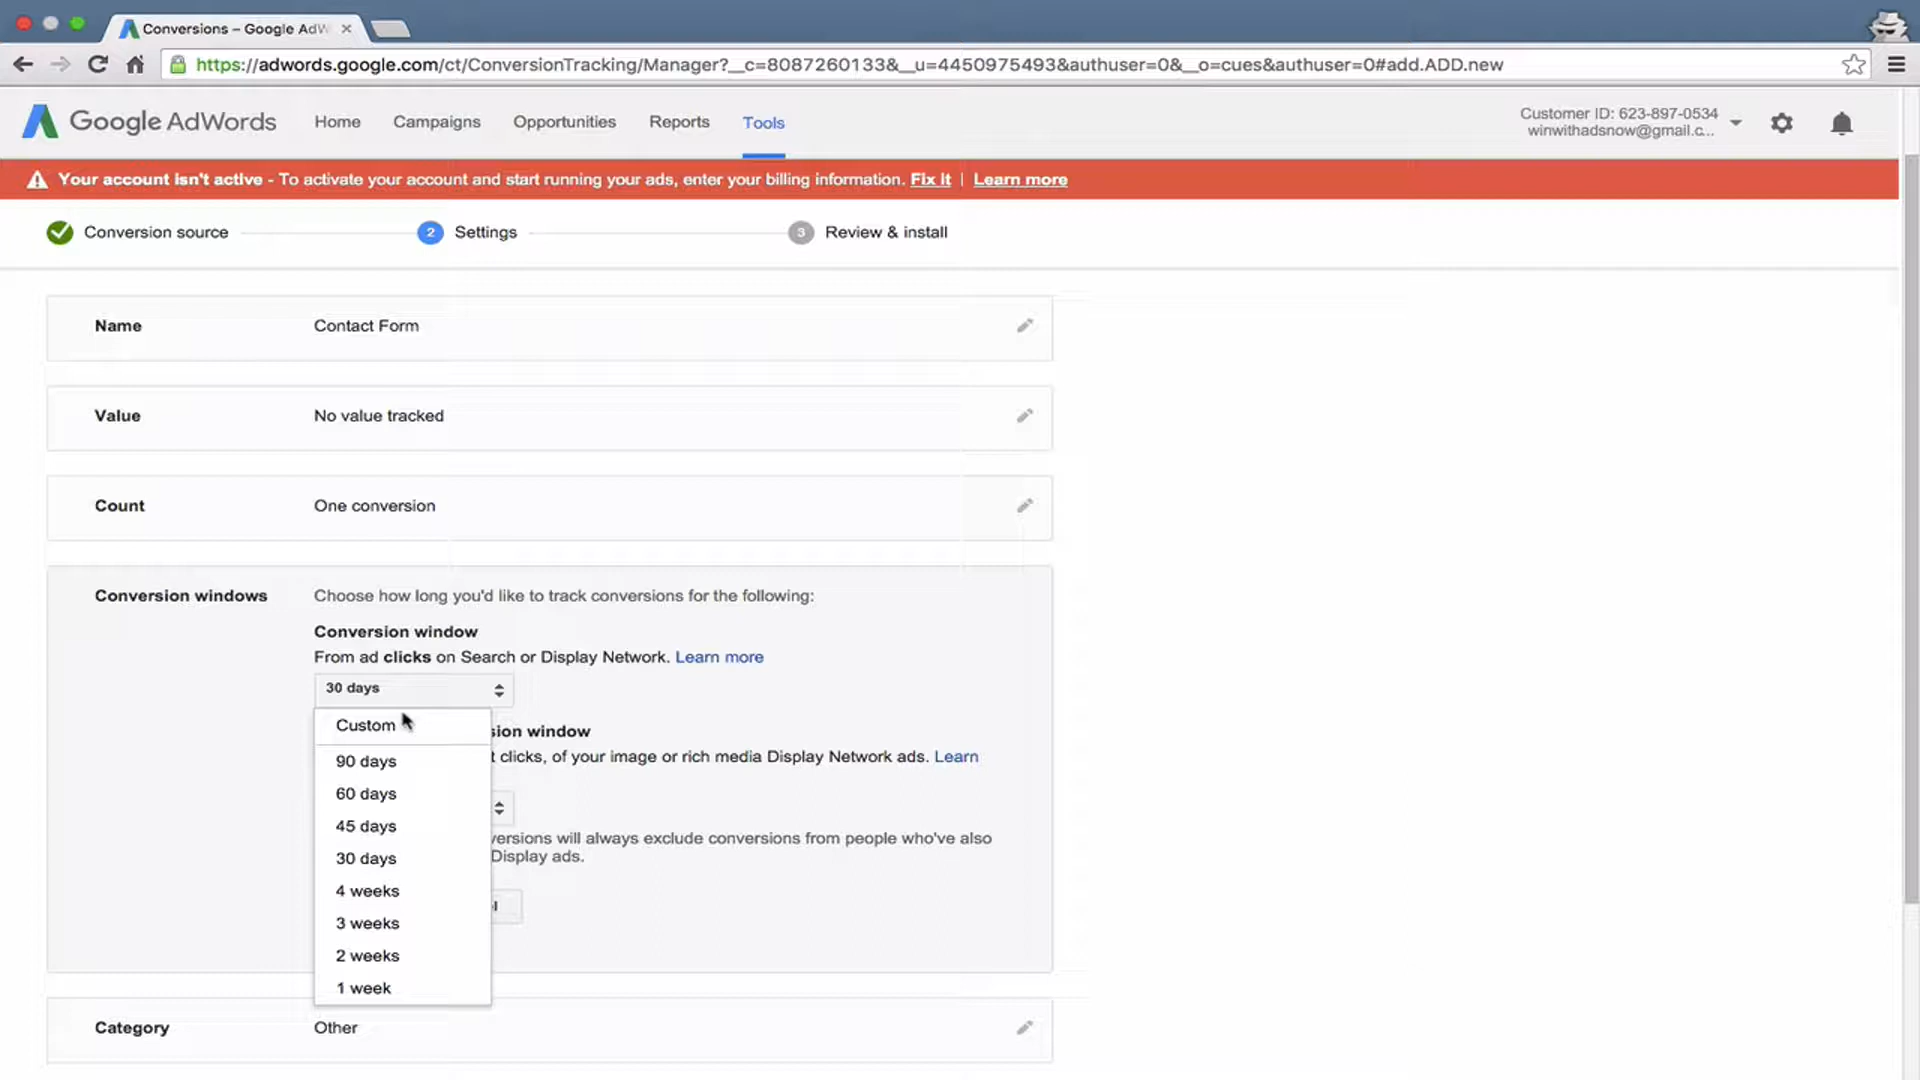 Conversions – Google AdW
https://adwords.google.com/ct/ConversionTracking/Manager?__c=8087260133&__u=4450975493&authuser=0&__o=cues&authuser=0#add.ADD.new
Google AdWords
Home
Campaigns
Opportunities
Reports
Tools
Customer ID: 623-897-0534
winwithadsnow@gmail.c...
Your account isn't active - To activate your account and start running your ads, enter your billing information. Fix it | Learn more
Conversion source
2 Settings
3 Review & install
Name Contact Form
Value No value tracked
Count One conversion
Conversion windows Choose how long you'd like to track conversions for the following:
Conversion window
From ad clicks on Search or Display Network. Learn more
30 days
Custom
sion window
90 days
t clicks, of your image or rich media Display Network ads. Learn
60 days
45 days
versions will always exclude conversions from people who've also
30 days
Display ads.
4 weeks
3 weeks
2 weeks
1 week
Category Other